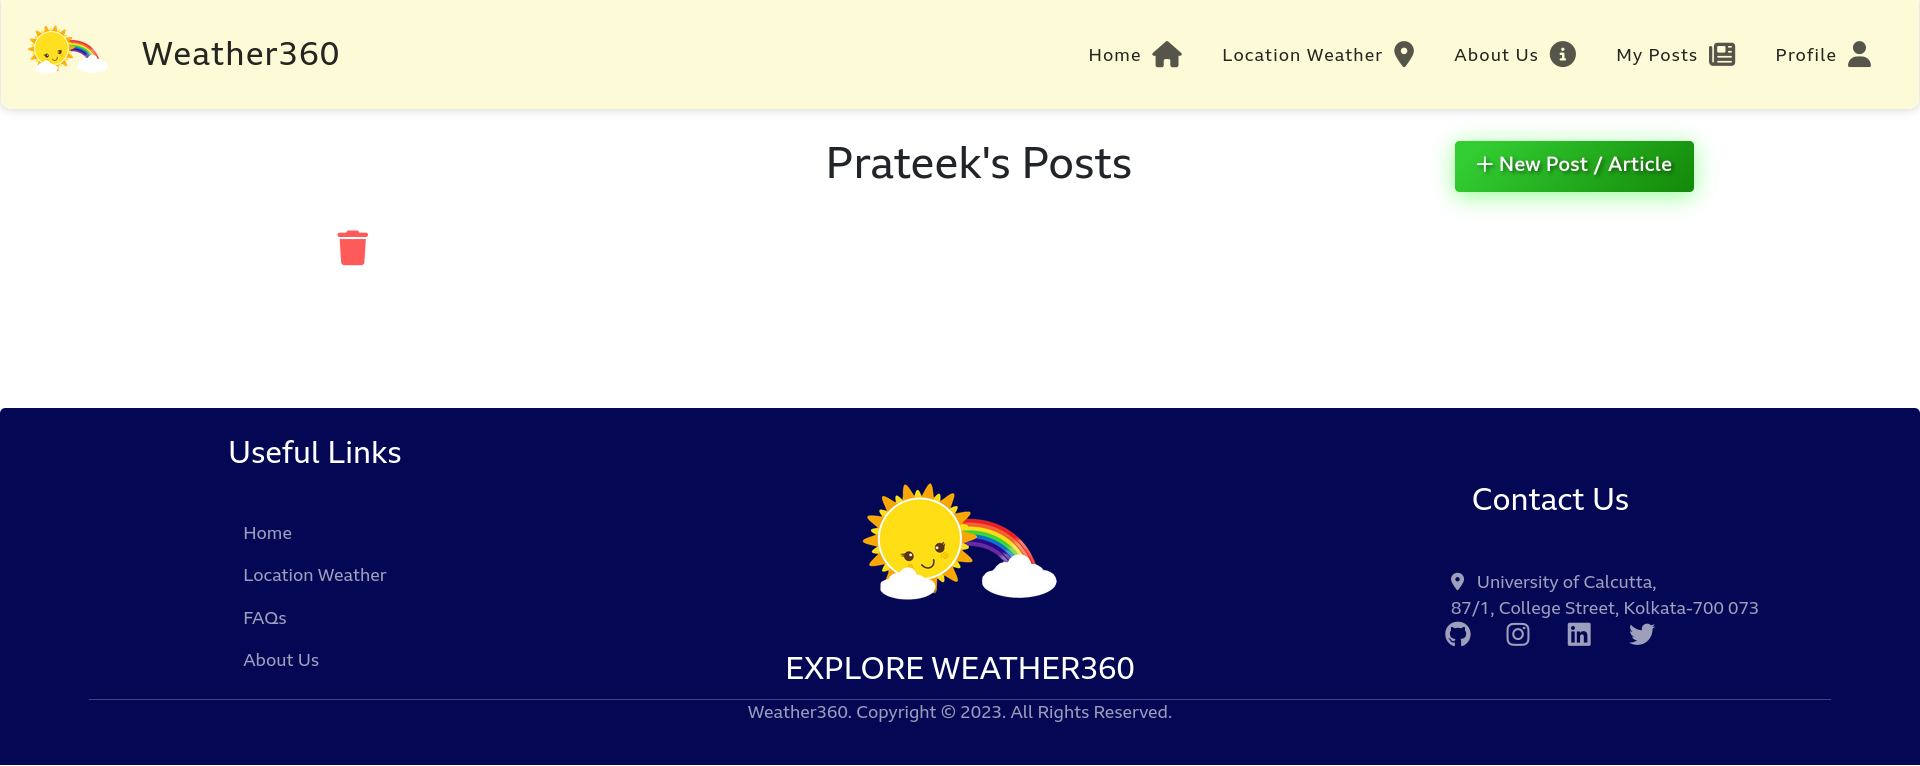 Weather360
Home
Location Weather
About Us
My Posts
Profile
Prateek's Posts
+ New Post / Article
Useful Links
Home
Location Weather
FAQs
About Us
EXPLORE WEATHER360
Contact Us
University of Calcutta,
87/1, College Street, Kolkata-700 073
Weather360. Copyright © 2023. All Rights Reserved.